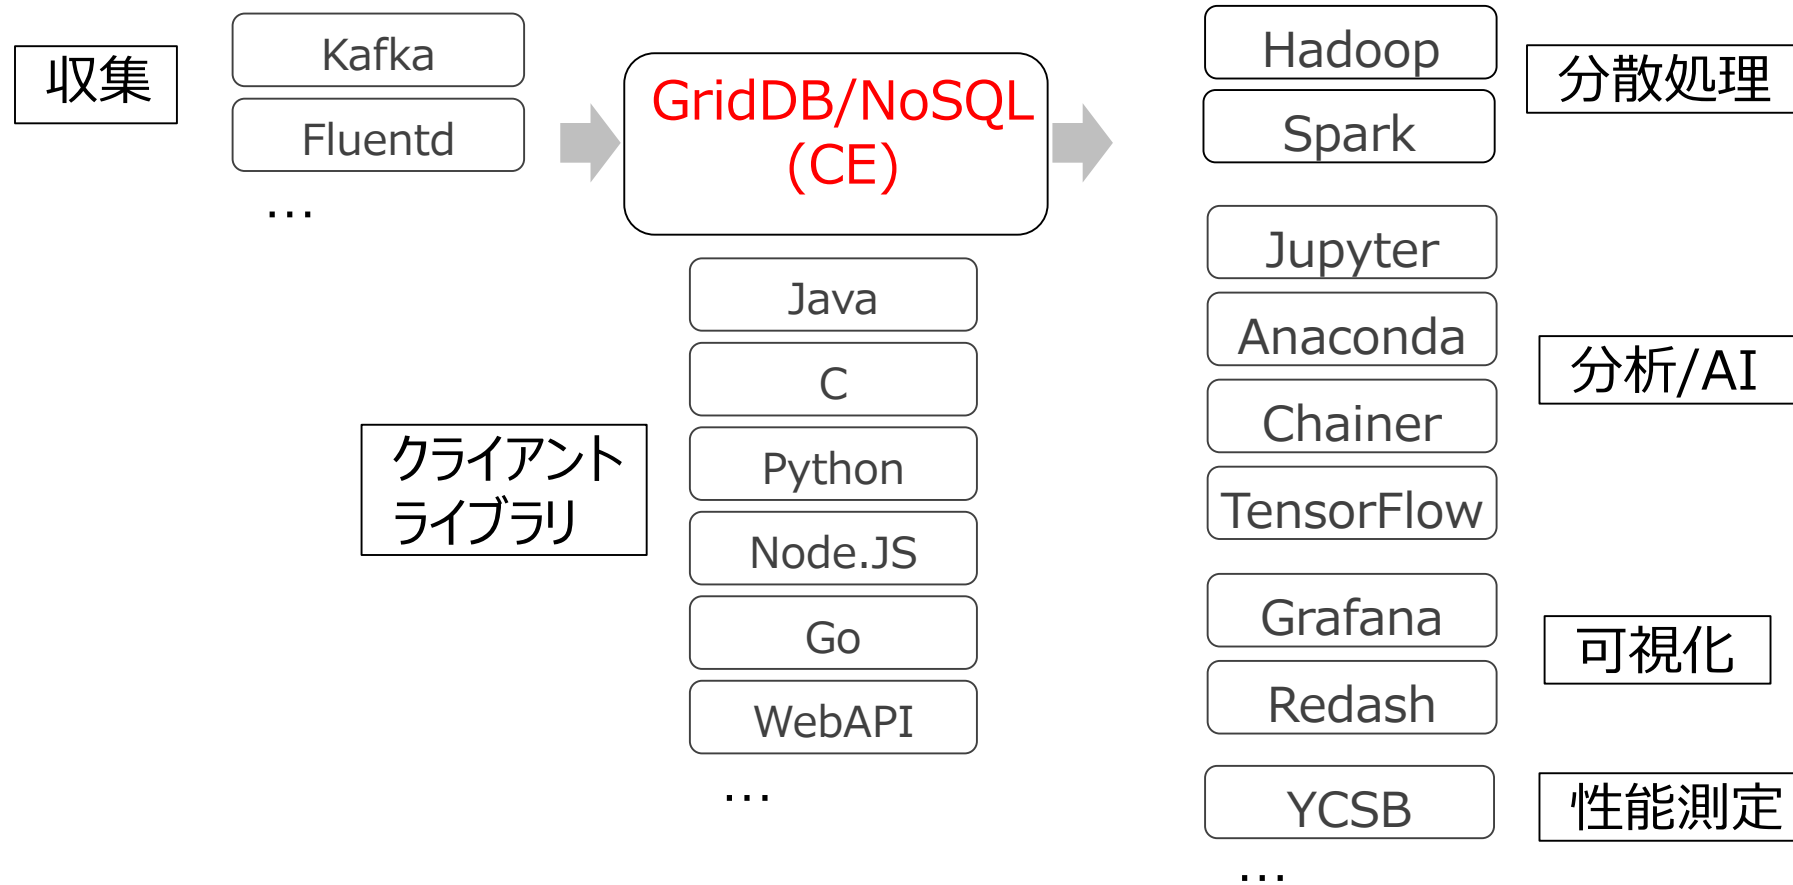 収集
Kafka
Fluentd
…
GridDB/NoSQL
(CE)
クライアント
ライブラリ
Java
C
Python
Node.JS
Go
WebAPI
…
Hadoop
Spark
分散処理
Jupyter
Anaconda
Chainer
TensorFlow
分析/AI
Grafana
Redash
可視化
YCSB
性能測定
…